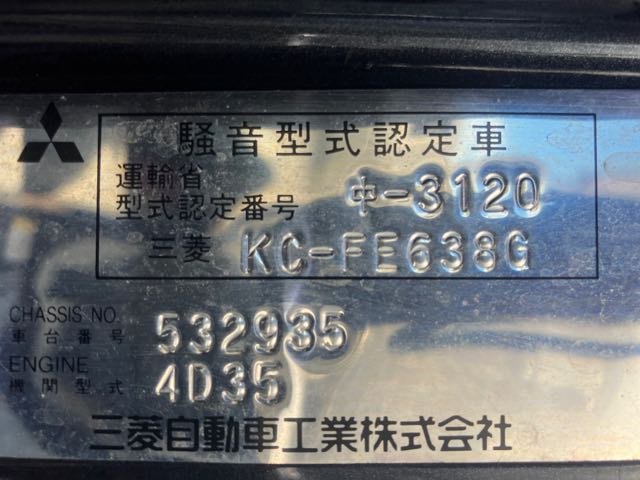 騒音型式認定車
運輸省
型式認定番号 中-3120
三菱 KC-FE638G
CHASSIS NO.
車台番号 532935
ENGINE
機関型式 4D35
三菱自動車工業株式会社